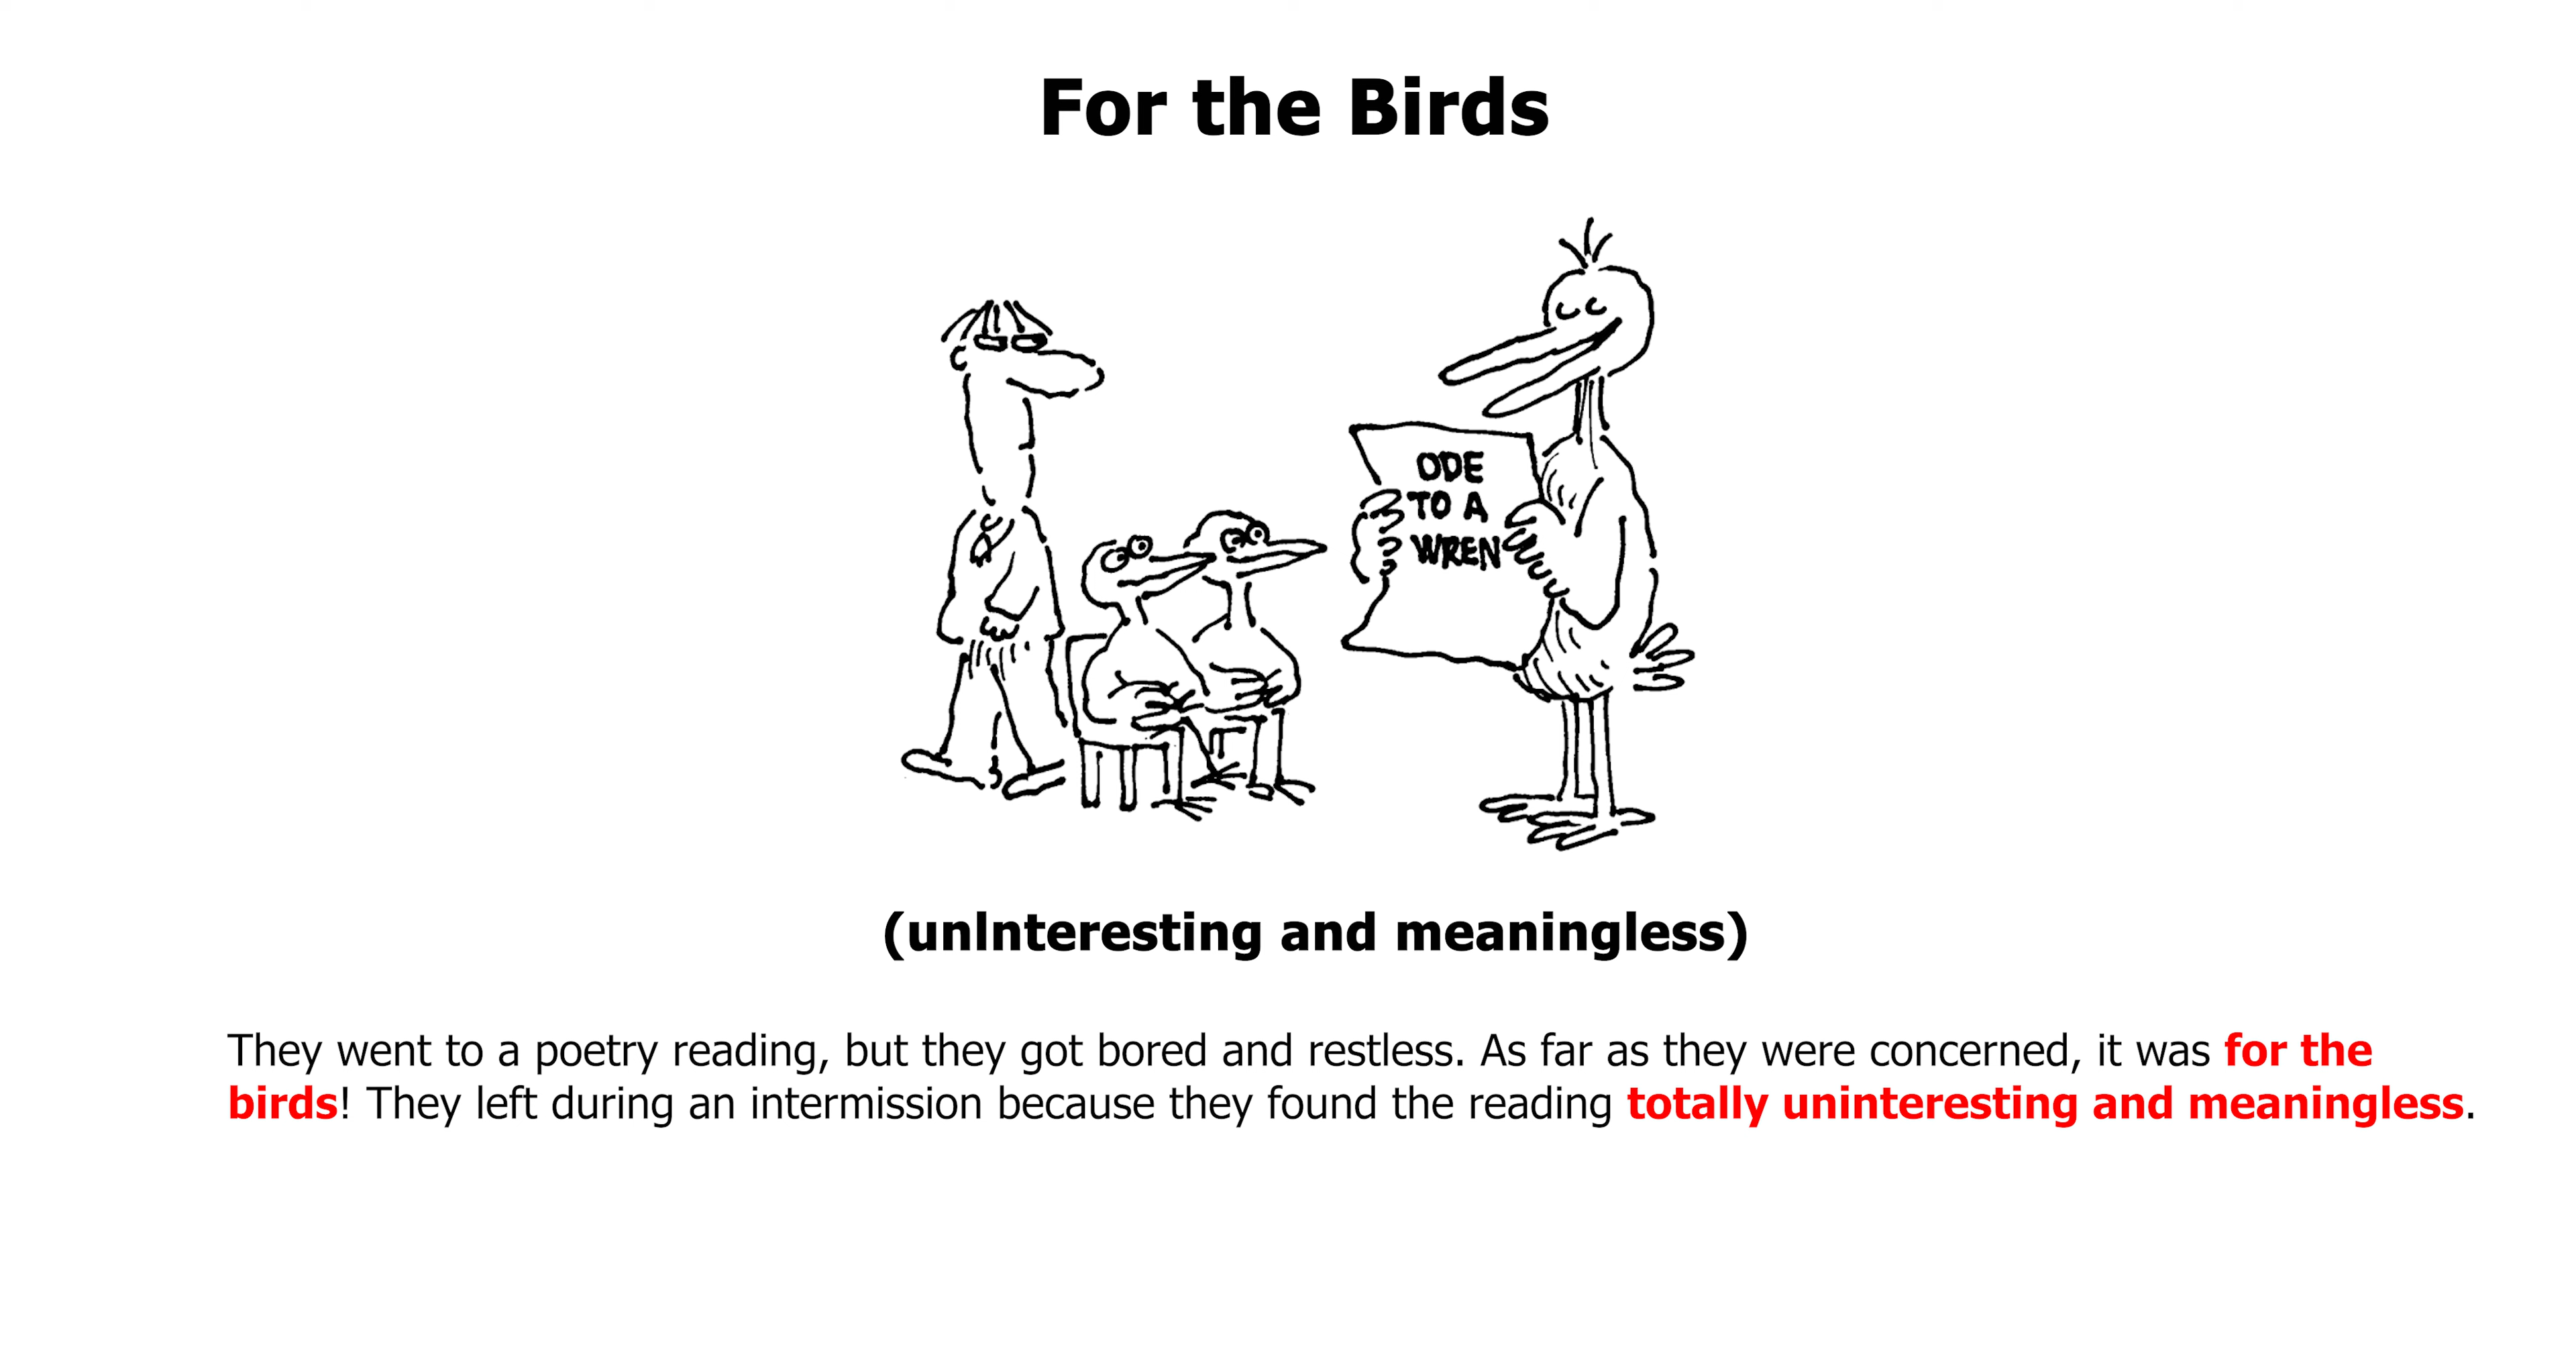 For the Birds
ODE
TO A
WREN
(unInteresting and meaningless)
They went to a poetry reading, but they got bored and restless. As far as they were concerned, it was for the
birds! They left during an intermission because they found the reading totally uninteresting and meaningless.